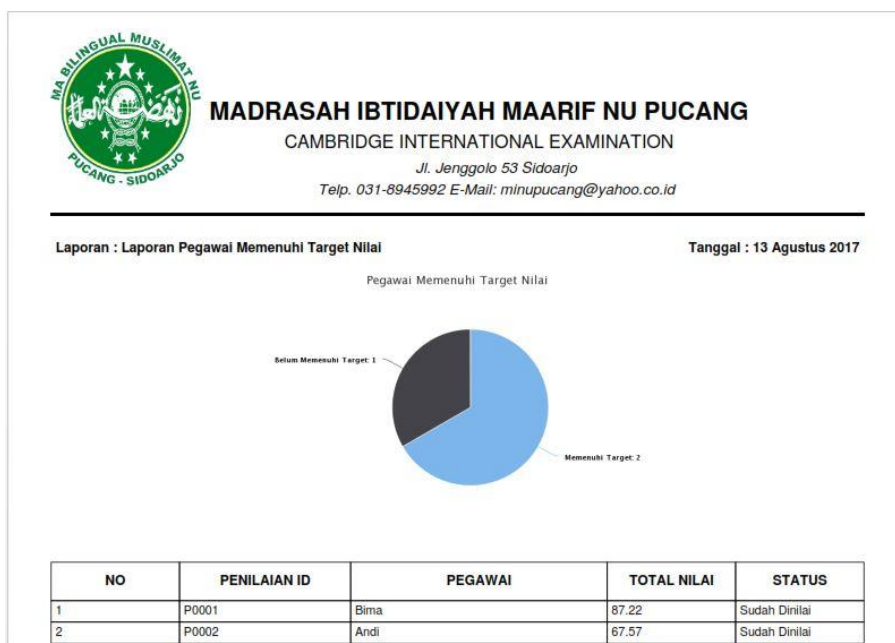 MA BILINGUAL MUSLIMAT NU
PUCANG - SIDOARJO
MADRASAH IBTIDAIYAH MAARIF NU PUCANG
CAMBRIDGE INTERNATIONAL EXAMINATION
Jl. Jenggolo 53 Sidoarjo
Telp. 031-8945992 E-Mail: minupucang@yahoo.co.id
Laporan : Laporan Pegawai Memenuhi Target Nilai Tanggal : 13 Agustus 2017
Pegawai Memenuhi Target Nilai
Belum Memenuhi Target: 1
Memenuhi Target: 2
NO PENILAIAN ID PEGAWAI TOTAL NILAI STATUS
1 P0001 Bima 87.22 Sudah Dinilai
2 P0002 Andi 67.57 Sudah Dinilai